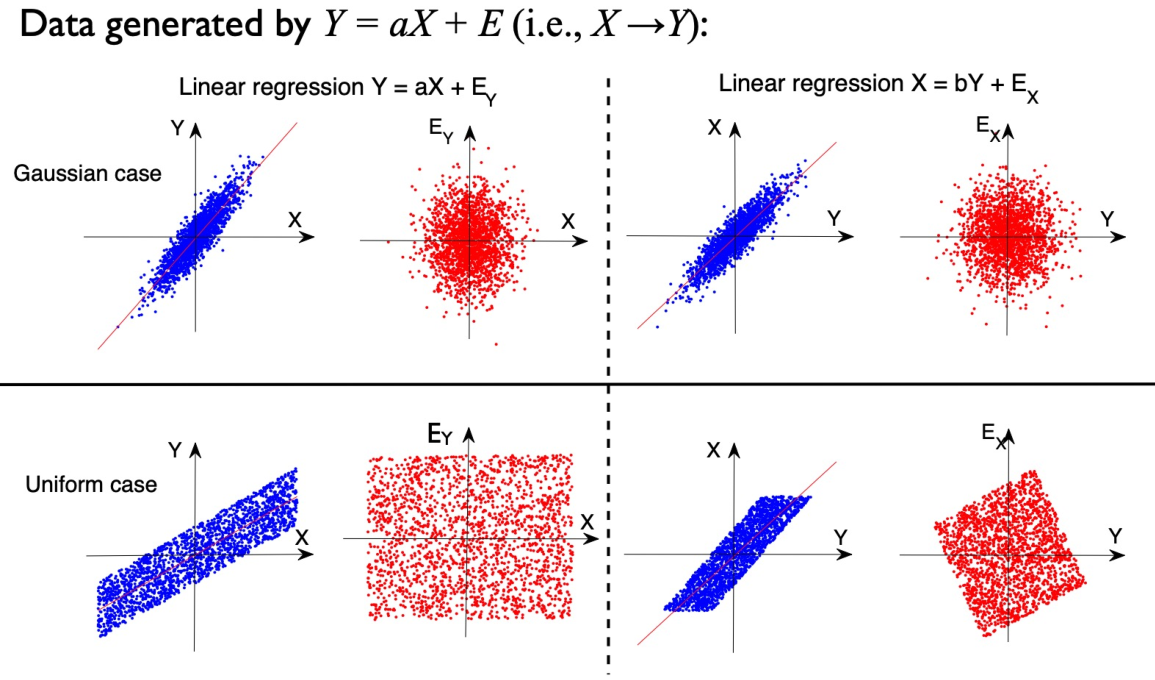 Data generated by Y = aX + E (i.e., X→Y):
Linear regression Y = aX + E_Y
Linear regression X = bY + E_X
Gaussian case
Y
X
E_Y
X
X
Y
E_X
Y
Uniform case
Y
X
E_Y
X
X
Y
E_X
Y